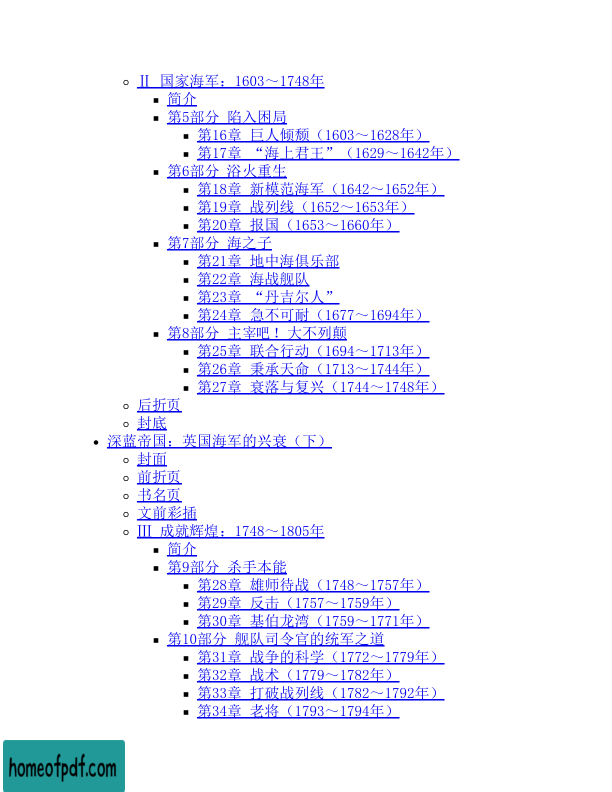 II 国家海军：1603～1748年
简介
第5部分 陷入困局
第16章 巨人倾颓（1603～1628年）
第17章 “海上君王”（1629～1642年）
第6部分 浴火重生
第18章 新模范海军（1642～1652年）
第19章 战列线（1652～1653年）
第20章 报国（1653～1660年）
第7部分 海之子
第21章 地中海俱乐部
第22章 海战舰队
第23章 “丹吉尔人”
第24章 急不可耐（1677～1694年）
第8部分 主宰吧！大不列颠
第25章 联合行动（1694～1713年）
第26章 秉承天命（1713～1744年）
第27章 衰落与复兴（1744～1748年）
后折页
封底
深蓝帝国：英国海军的兴衰（下）
封面
前折页
书名页
文前彩插
III 成就辉煌：1748～1805年
简介
第9部分 杀手本能
第28章 雄师待战（1748～1757年）
第29章 反击（1757～1759年）
第30章 基伯龙湾（1759～1771年）
第10部分 舰队司令官的统军之道
第31章 战争的科学（1772～1779年）
第32章 战术（1779～1782年）
第33章 打破战列线（1782～1792年）
第34章 老将（1793～1794年）
homeofpdf.com